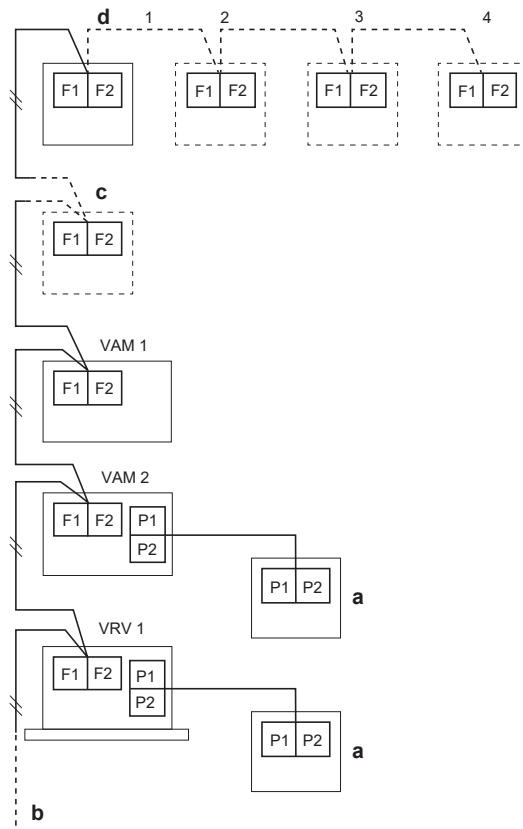 d 1 2 3 4
F1 F2 F1 F2 F1 F2 F1 F2
c
F1 F2
VAM 1
F1 F2
VAM 2
F1 F2 P1
P2
P1 P2 a
VRV 1
F1 F2 P1
P2
P1 P2 a
b